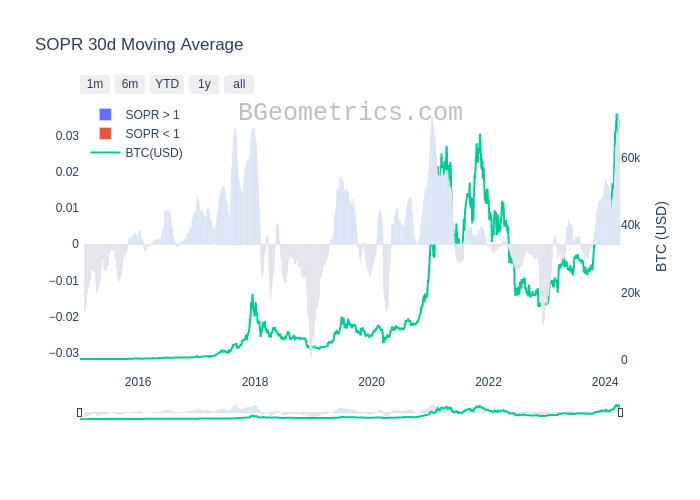 SOPR 30d Moving Average
1m 6m YTD 1y all
BGeometrics.com
SOPR > 1
SOPR < 1
BTC(USD)
0.03
0.02
0.01
0
−0.01
−0.02
−0.03
60k
40k
20k
0
BTC (USD)
2016 2018 2020 2022 2024